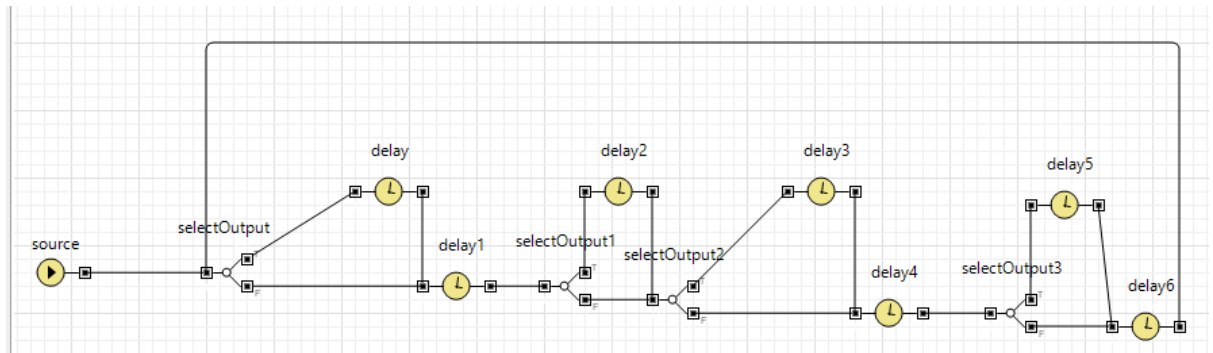 delay
delay2
delay3
delay5
selectOutput
T
source
delay1
selectOutput1
T
selectOutput2
T
delay4
selectOutput3
T
delay6
F
F
F
F